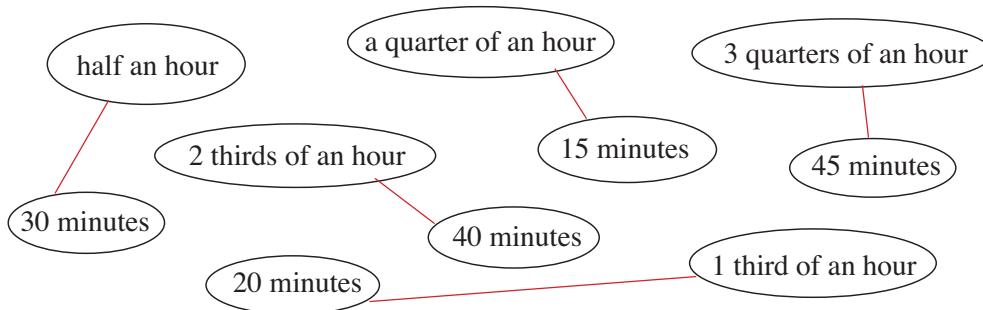 half an hour
a quarter of an hour
3 quarters of an hour
2 thirds of an hour
15 minutes
45 minutes
30 minutes
40 minutes
20 minutes
1 third of an hour